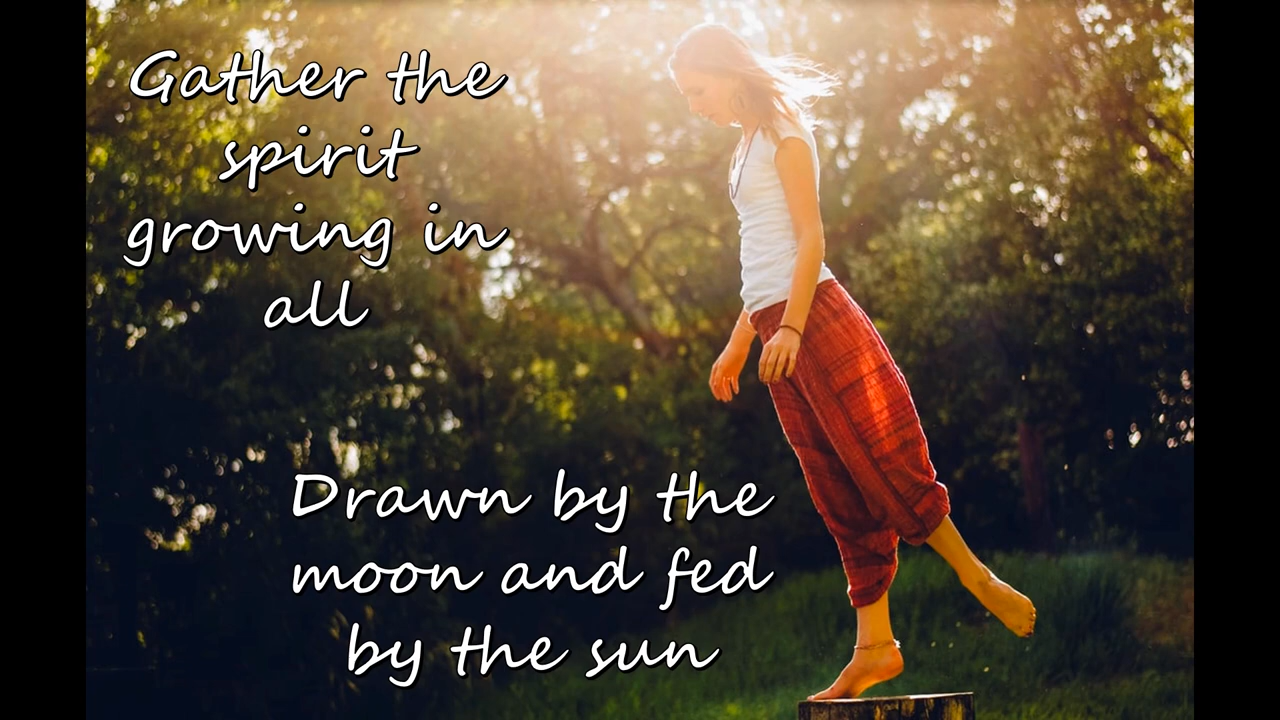 Gather the
spirit
growing in
all
Drawn by the
moon and fed
by the sun